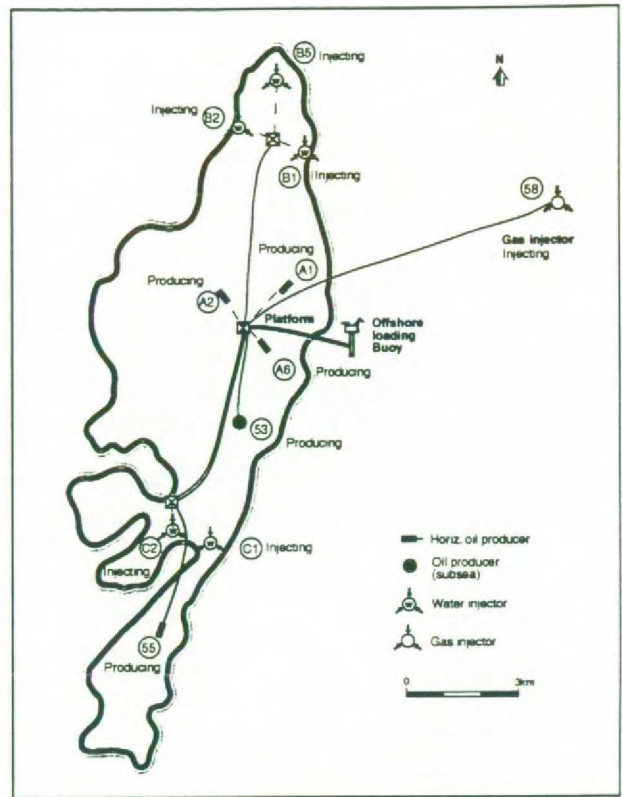 B5 Injecting
N
Injecting
B2
B1 Injecting
58
Gas injector
Injecting
Producing
A1
Producing
A2
Platform
Offshore
loading
Buoy
A6
Producing
53
Producing
C2
C1 Injecting
Injecting
55
Producing
Horiz. oil producer
Oil producer
(subsea)
W Water injector
Gas injector
0 3km